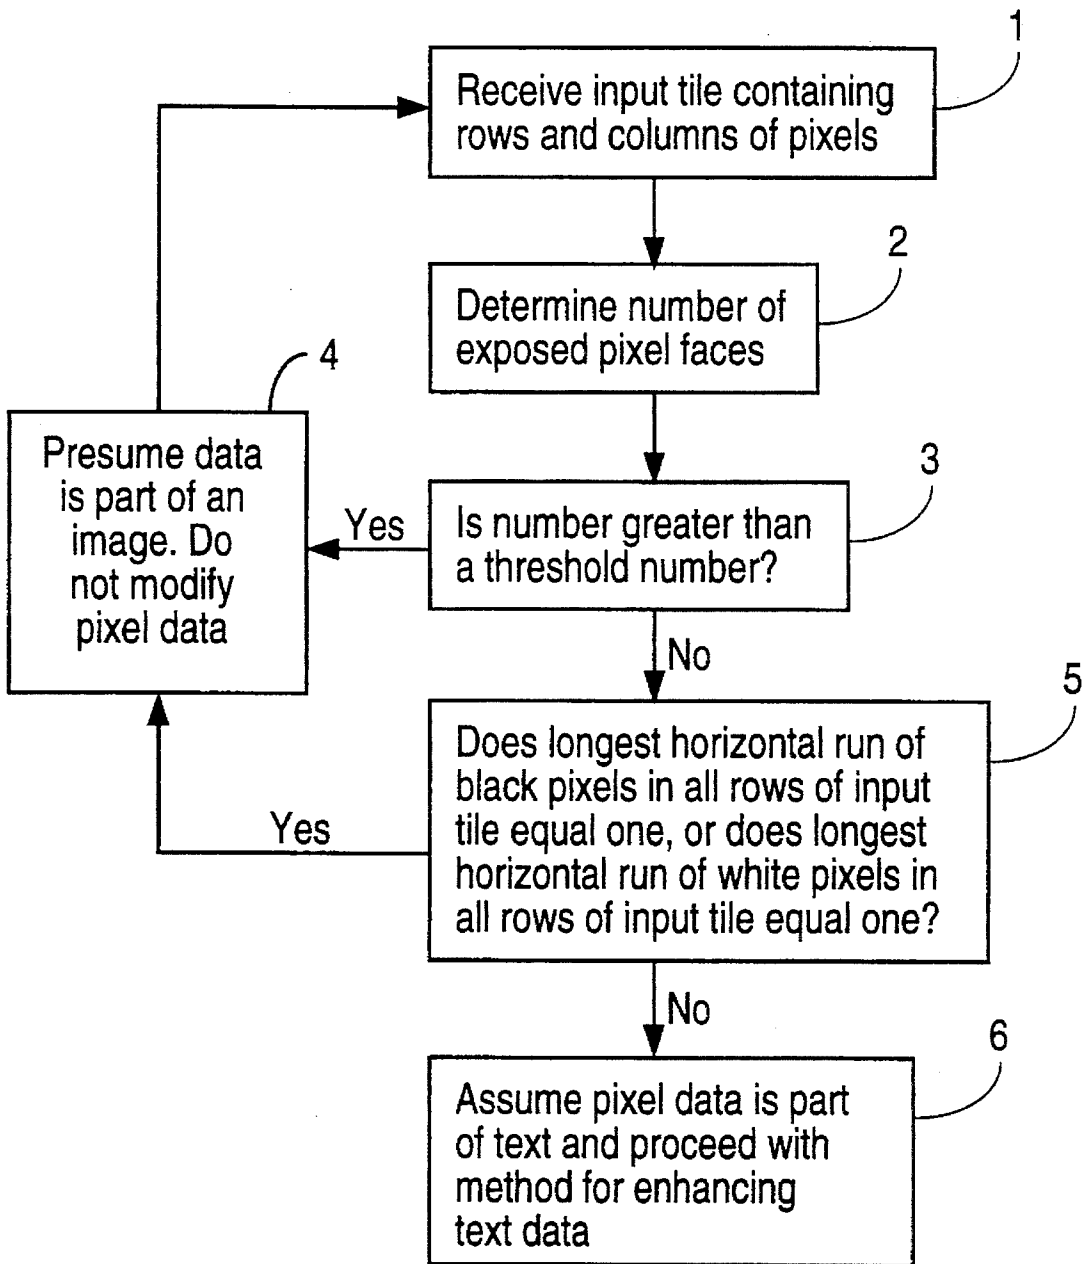 1
Receive input tile containing
rows and columns of pixels
2
Determine number of
exposed pixel faces
4
Presume data
is part of an
image. Do
not modify
pixel data
3
Is number greater than
a threshold number?
Yes
No
5
Does longest horizontal run of
black pixels in all rows of input
tile equal one, or does longest
horizontal run of white pixels in
all rows of input tile equal one?
Yes
No
6
Assume pixel data is part
of text and proceed with
method for enhancing
text data